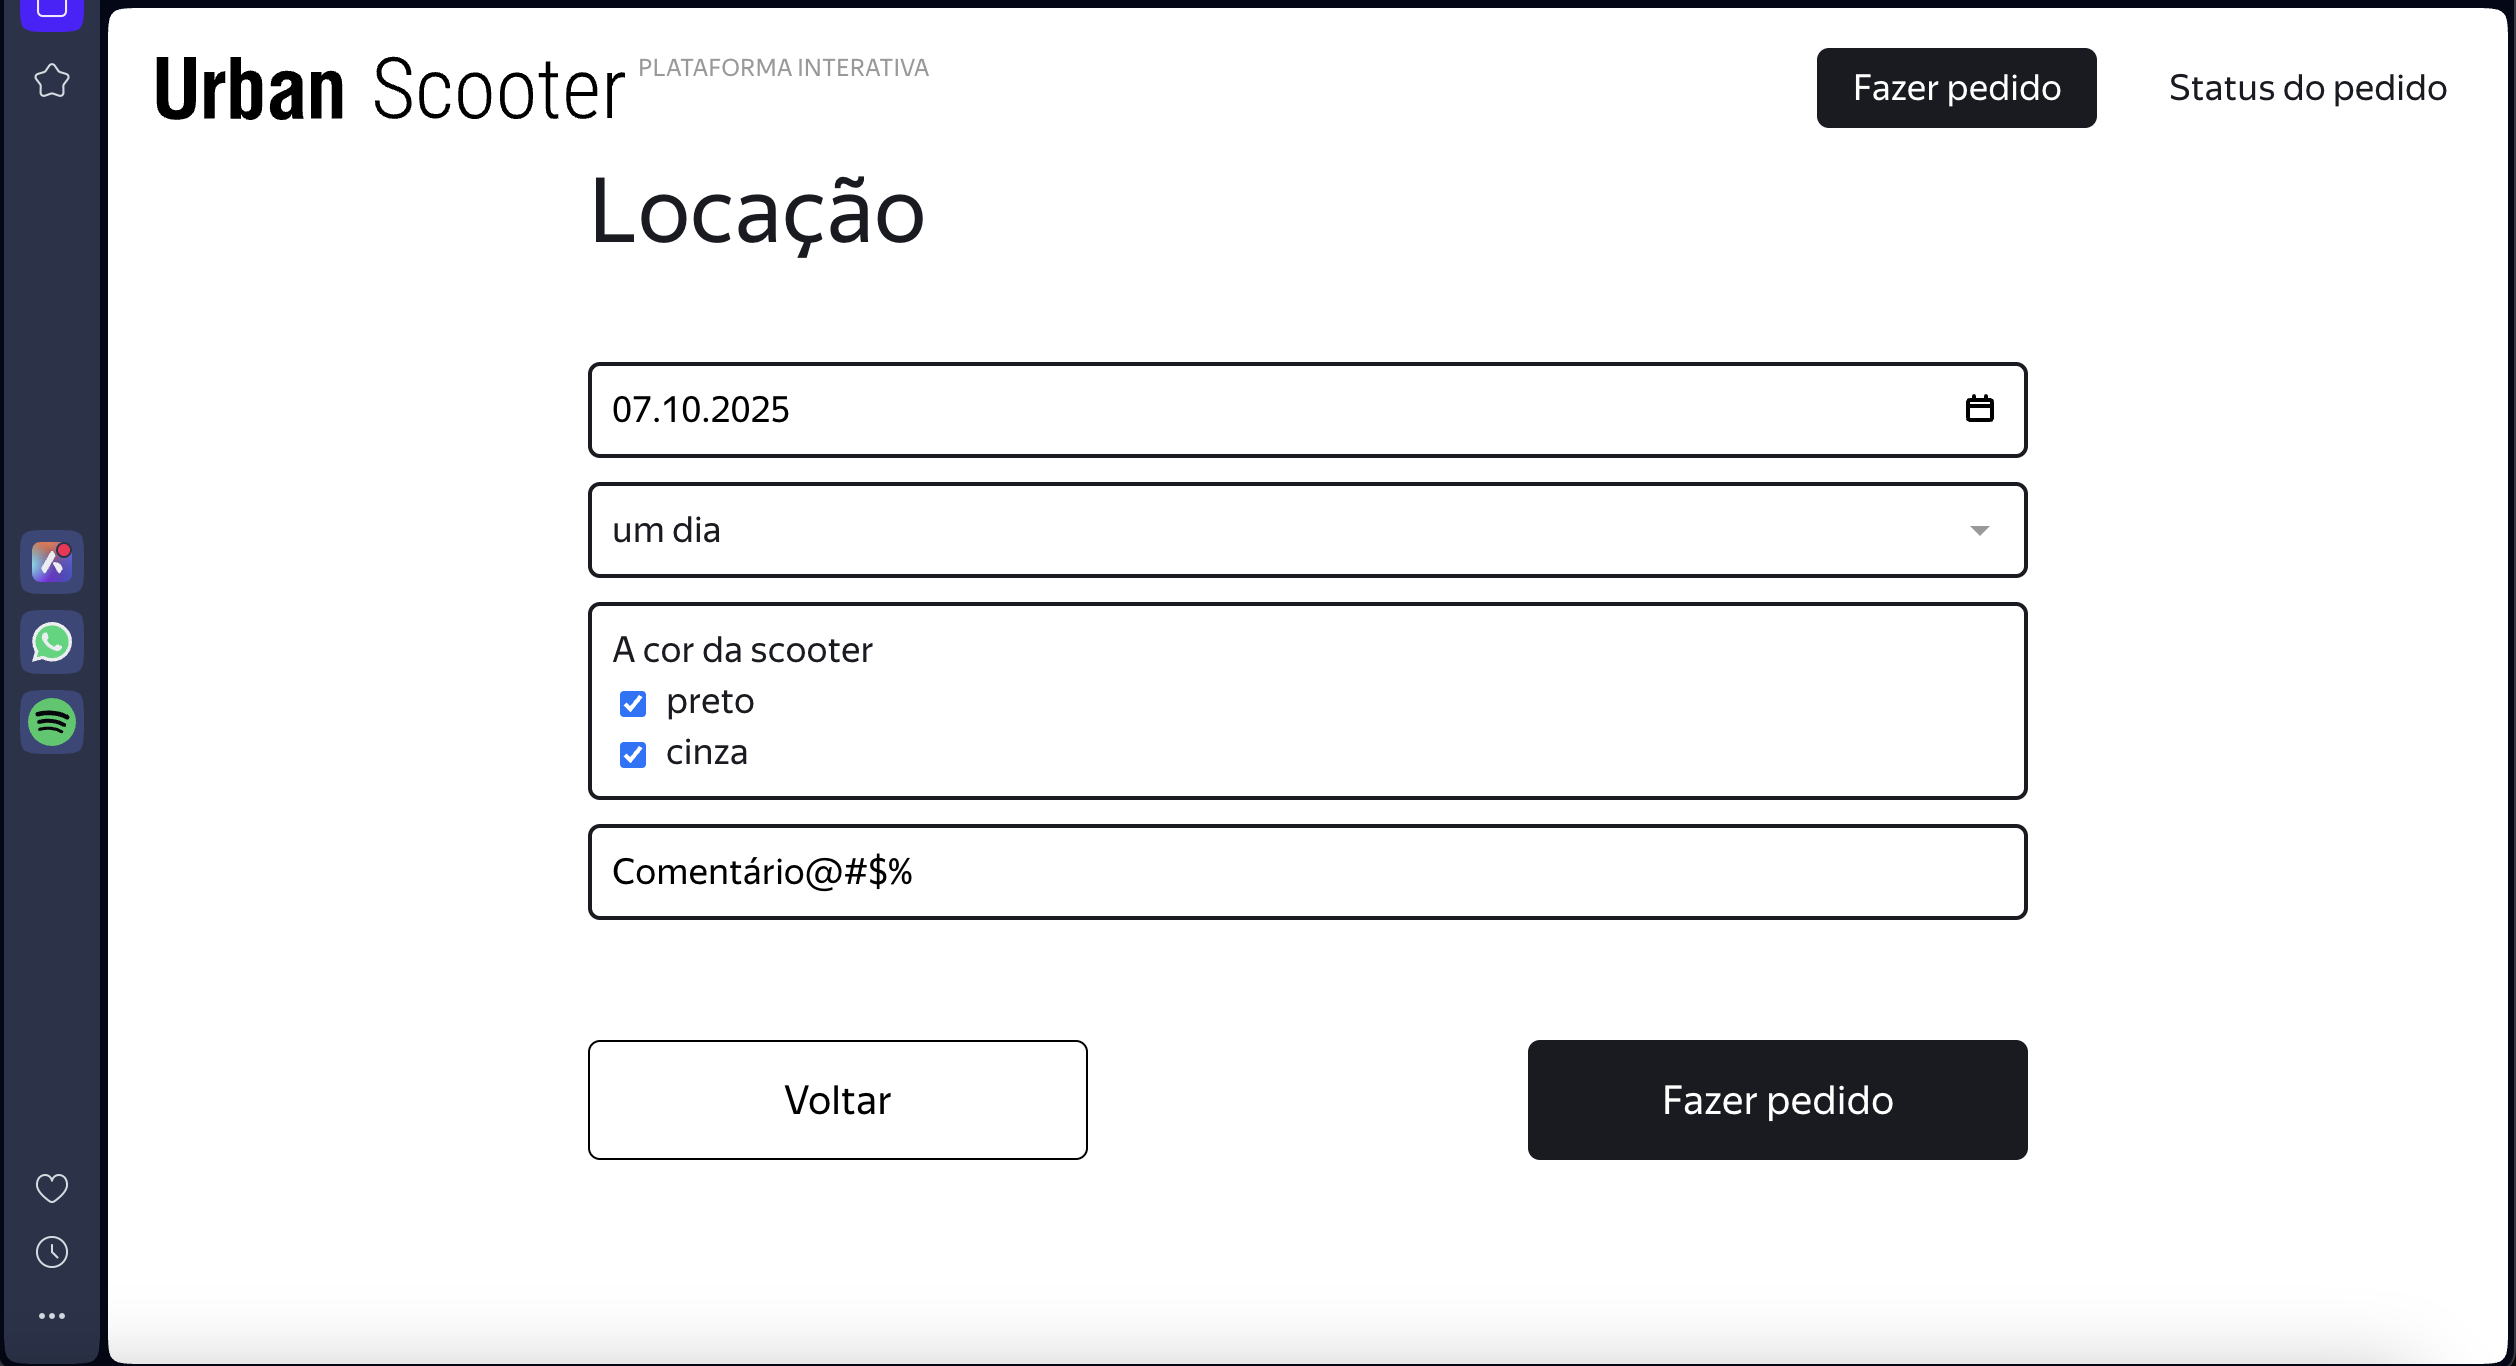 Urban Scooter PLATAFORMA INTERATIVA
Fazer pedido
Status do pedido
Locação
07.10.2025
um dia
A cor da scooter
preto
cinza
Comentário@#$%
Voltar
Fazer pedido